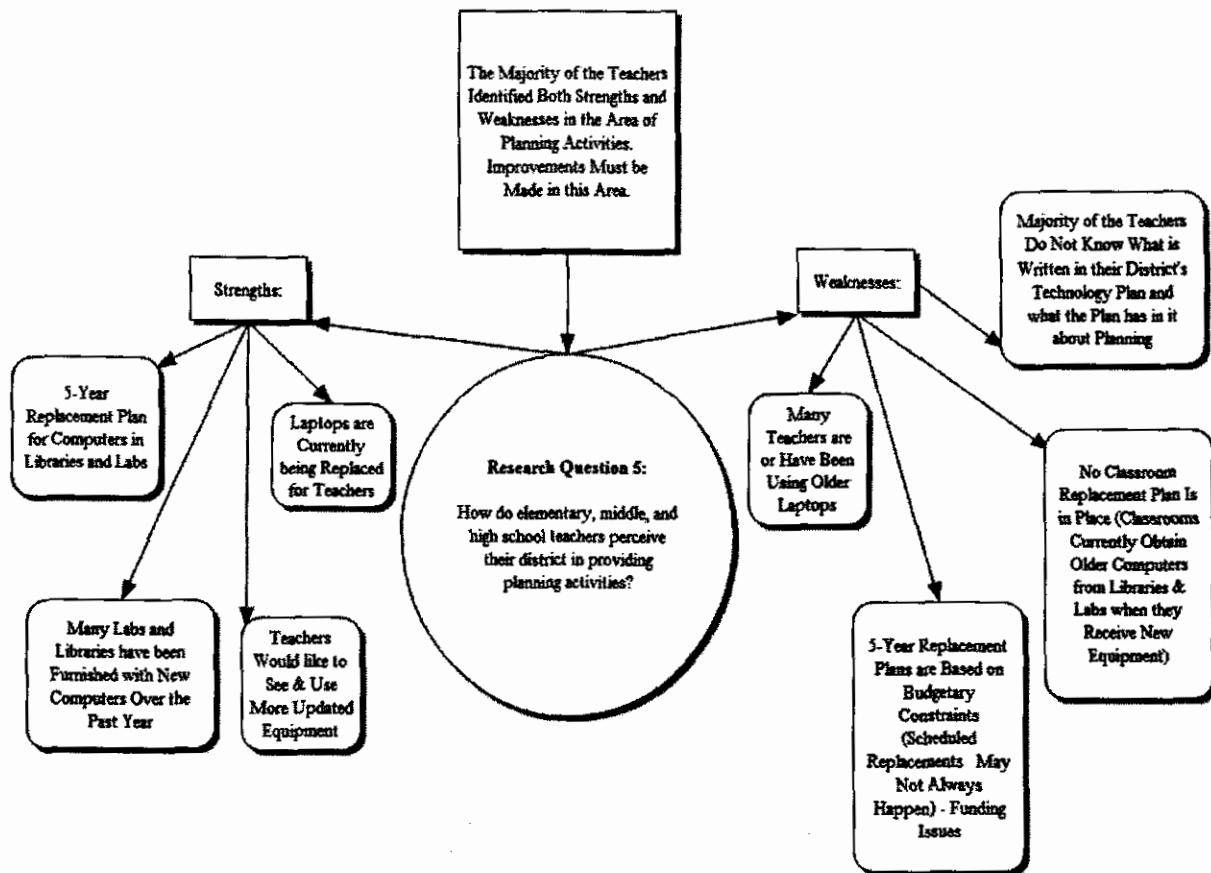 The Majority of the Teachers
Identified Both Strengths and
Weaknesses in the Area of
Planning Activities.
Improvements Must be
Made in this Area.
Strengths:
5-Year
Replacement Plan
for Computers in
Libraries and Labs
Laptops are
Currently
being Replaced
for Teachers
Many Labs and
Libraries have been
Furnished with New
Computers Over the
Past Year
Teachers
Would like to
See & Use
More Updated
Equipment
Research Question 5:
How do elementary, middle, and
high school teachers perceive
their district in providing
planning activities?
Weaknesses:
Majority of the Teachers
Do Not Know What is
Written in their District's
Technology Plan and
what the Plan has in it
about Planning
Many
Teachers are
or Have Been
Using Older
Laptops
No Classroom
Replacement Plan Is
in Place (Classrooms
Currently Obtain
Older Computers
from Libraries &
Labs when they
Receive New
Equipment)
5-Year Replacement
Plans are Based on
Budgetary
Constraints
(Scheduled
Replacements May
Not Always
Happen) - Funding
Issues